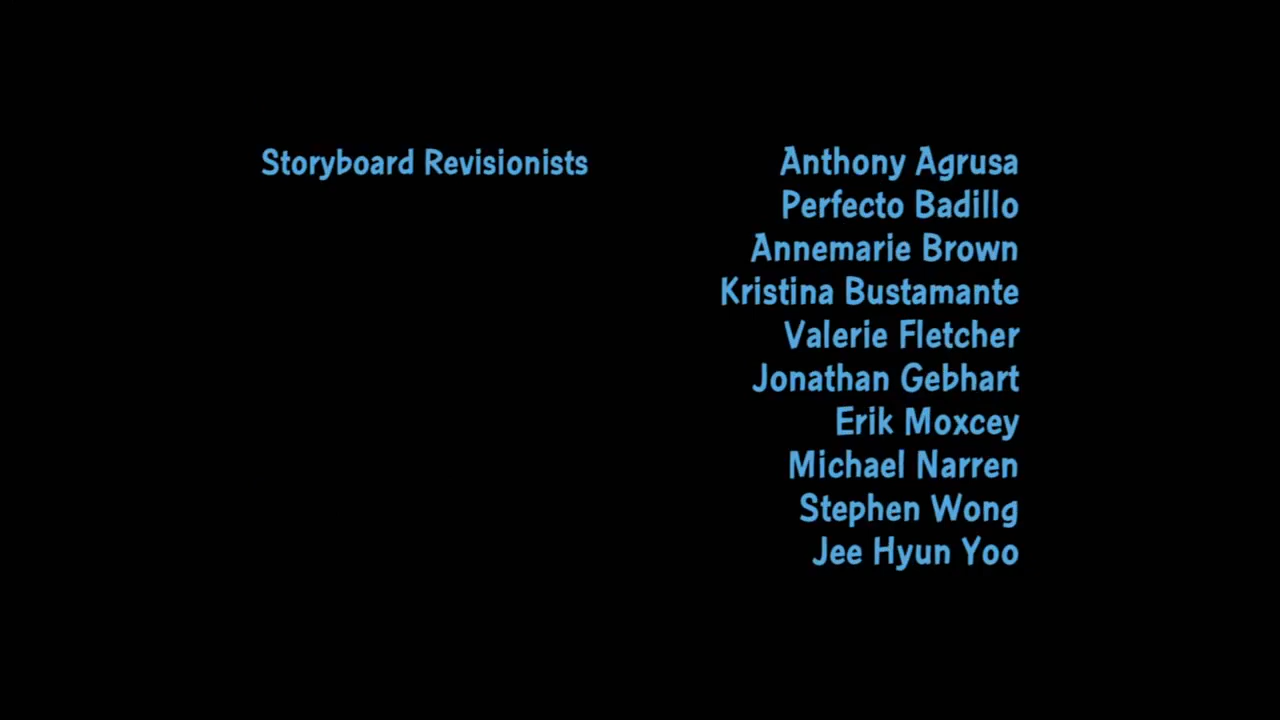 Storyboard Revisionists Anthony Agrusa
Perfecto Badillo
Annemarie Brown
Kristina Bustamante
Valerie Fletcher
Jonathan Gebhart
Erik Moxcey
Michael Narren
Stephen Wong
Jee Hyun Yoo